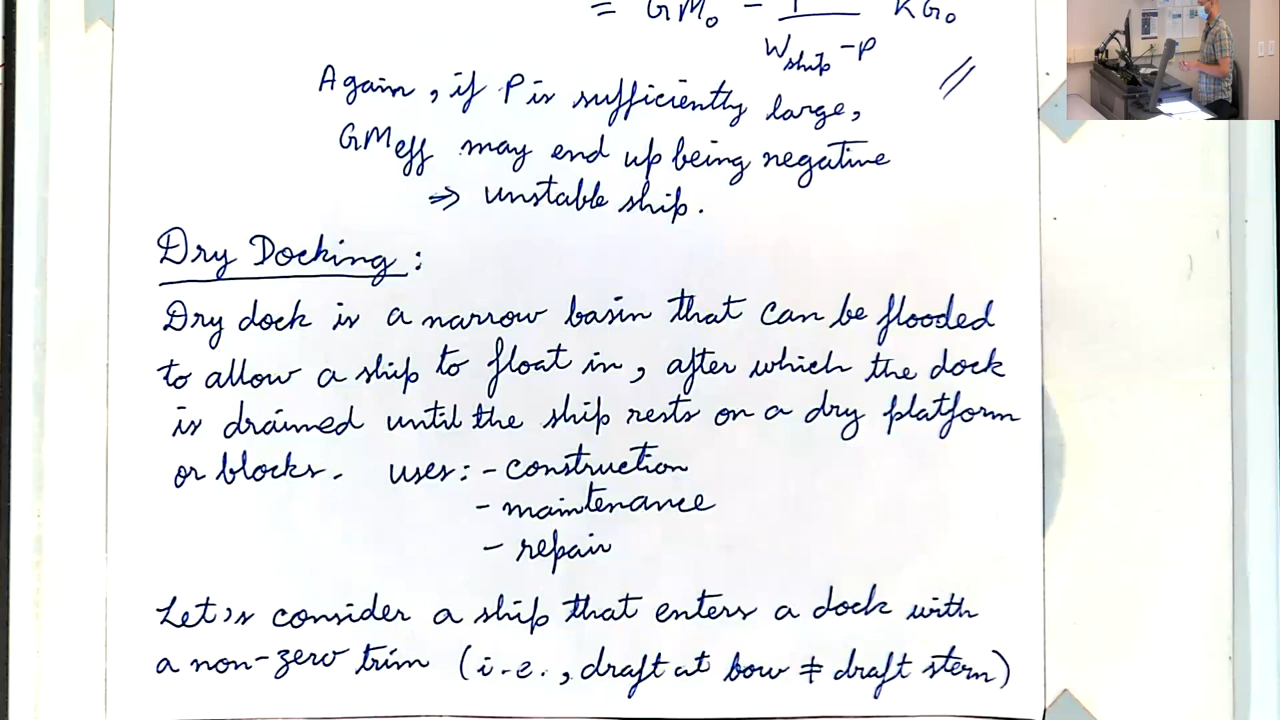 = GM₀ - P KG₀
W_ship - P
Again, if P is sufficiently large,
GM_eff may end up being negative
⇒ unstable ship.
Dry Docking :
Dry dock is a narrow basin that can be flooded
to allow a ship to float in, after which the dock
is drained until the ship rests on a dry platform
or blocks. uses: - construction
- maintenance
- repair
Let's consider a ship that enters a dock with
a non-zero trim (i.e., draft at bow ≠ draft stern)